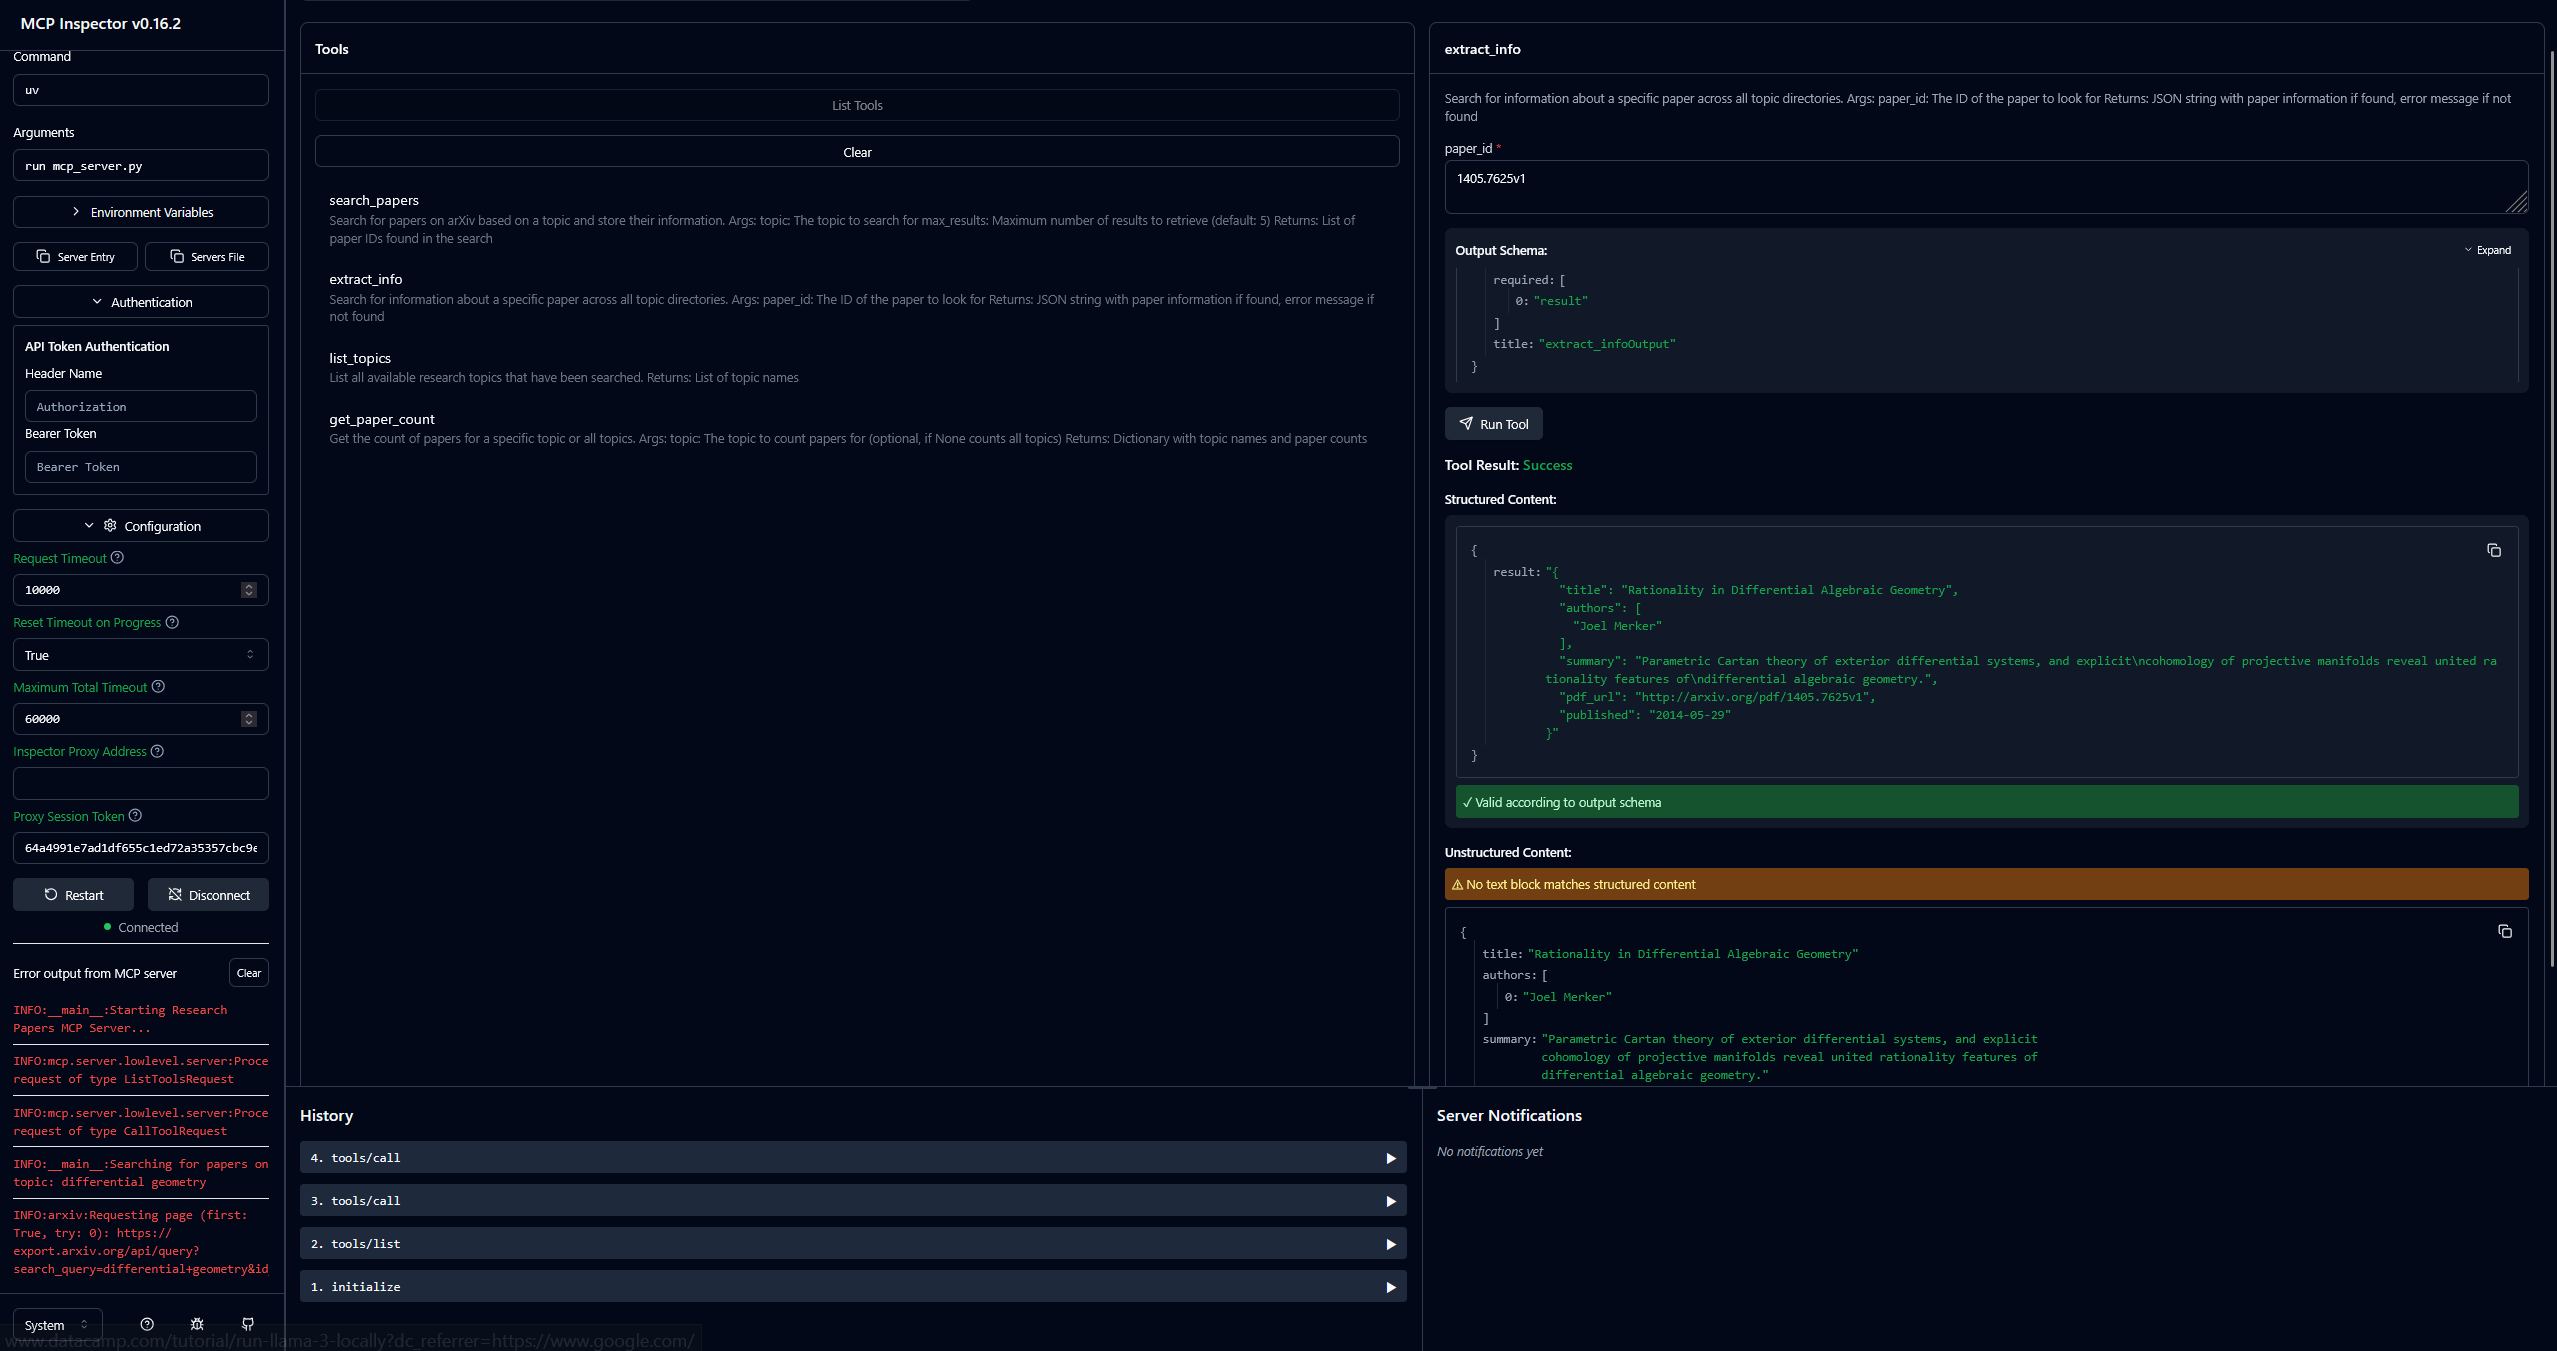 MCP Inspector v0.16.2
Command
uv
Arguments
run mcp_server.py
Environment Variables
Server Entry
Servers File
Authentication
API Token Authentication
Header Name
Authorization
Bearer Token
Bearer Token
Configuration
Request Timeout
10000
Reset Timeout on Progress
True
Maximum Total Timeout
60000
Inspector Proxy Address
Proxy Session Token
64a4991e7ad1df655c1ed72a35357cbc9e
Restart
Disconnect
Connected
Error output from MCP server
Clear
INFO:__main__:Starting Research
Papers MCP Server...
INFO:mcp.server.lowlevel.server:Proce
request of type ListToolsRequest
INFO:mcp.server.lowlevel.server:Proce
request of type CallToolRequest
INFO:__main__:Searching for papers on
topic: differential geometry
INFO:arxiv:Requesting page (first:
True, try: 0): https://
export.arxiv.org/api/query?
search_query=differential+geometry&id
System
www.datacamp.com/tutorial/run-llama-3-locally?dc_referrer=https://www.google.com/
Tools
List Tools
Clear
search_papers
Search for papers on arXiv based on a topic and store their information. Args: topic: The topic to search for max_results: Maximum number of results to retrieve (default: 5) Returns: List of
paper IDs found in the search
extract_info
Search for information about a specific paper across all topic directories. Args: paper_id: The ID of the paper to look for Returns: JSON string with paper information if found, error message if
not found
list_topics
List all available research topics that have been searched. Returns: List of topic names
get_paper_count
Get the count of papers for a specific topic or all topics. Args: topic: The topic to count papers for (optional, if None counts all topics) Returns: Dictionary with topic names and paper counts
extract_info
Search for information about a specific paper across all topic directories. Args: paper_id: The ID of the paper to look for Returns: JSON string with paper information if found, error message if not
found
paper_id *
1405.7625v1
Output Schema:
Expand
required: [
0: "result"
]
title: "extract_infoOutput"
}
Run Tool
Tool Result: Success
Structured Content:
{
result: "{
"title": "Rationality in Differential Algebraic Geometry",
"authors": [
"Joel Merker"
],
"summary": "Parametric Cartan theory of exterior differential systems, and explicit\ncohomology of projective manifolds reveal united ra
tionality features of\ndifferential algebraic geometry.",
"pdf_url": "http://arxiv.org/pdf/1405.7625v1",
"published": "2014-05-29"
}"
}
✓ Valid according to output schema
Unstructured Content:
⚠ No text block matches structured content
{
title: "Rationality in Differential Algebraic Geometry"
authors: [
0: "Joel Merker"
]
summary: "Parametric Cartan theory of exterior differential systems, and explicit
cohomology of projective manifolds reveal united rationality features of
differential algebraic geometry."
History
4. tools/call
3. tools/call
2. tools/list
1. initialize
Server Notifications
No notifications yet